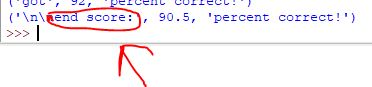 ('got', 92, 'percent correct!')
('\n\nend score:', 90.5, 'percent correct!')
>>>